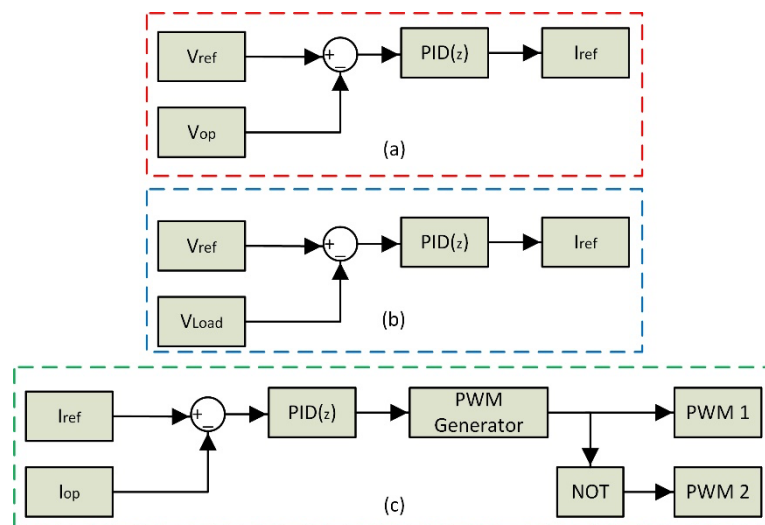 Vref
+
_
PID(z)
Iref
Vop
(a)
Vref
+
_
PID(z)
Iref
VLoad
(b)
Iref
+
_
PID(z)
PWM
Generator
PWM 1
Iop
NOT
PWM 2
(c)